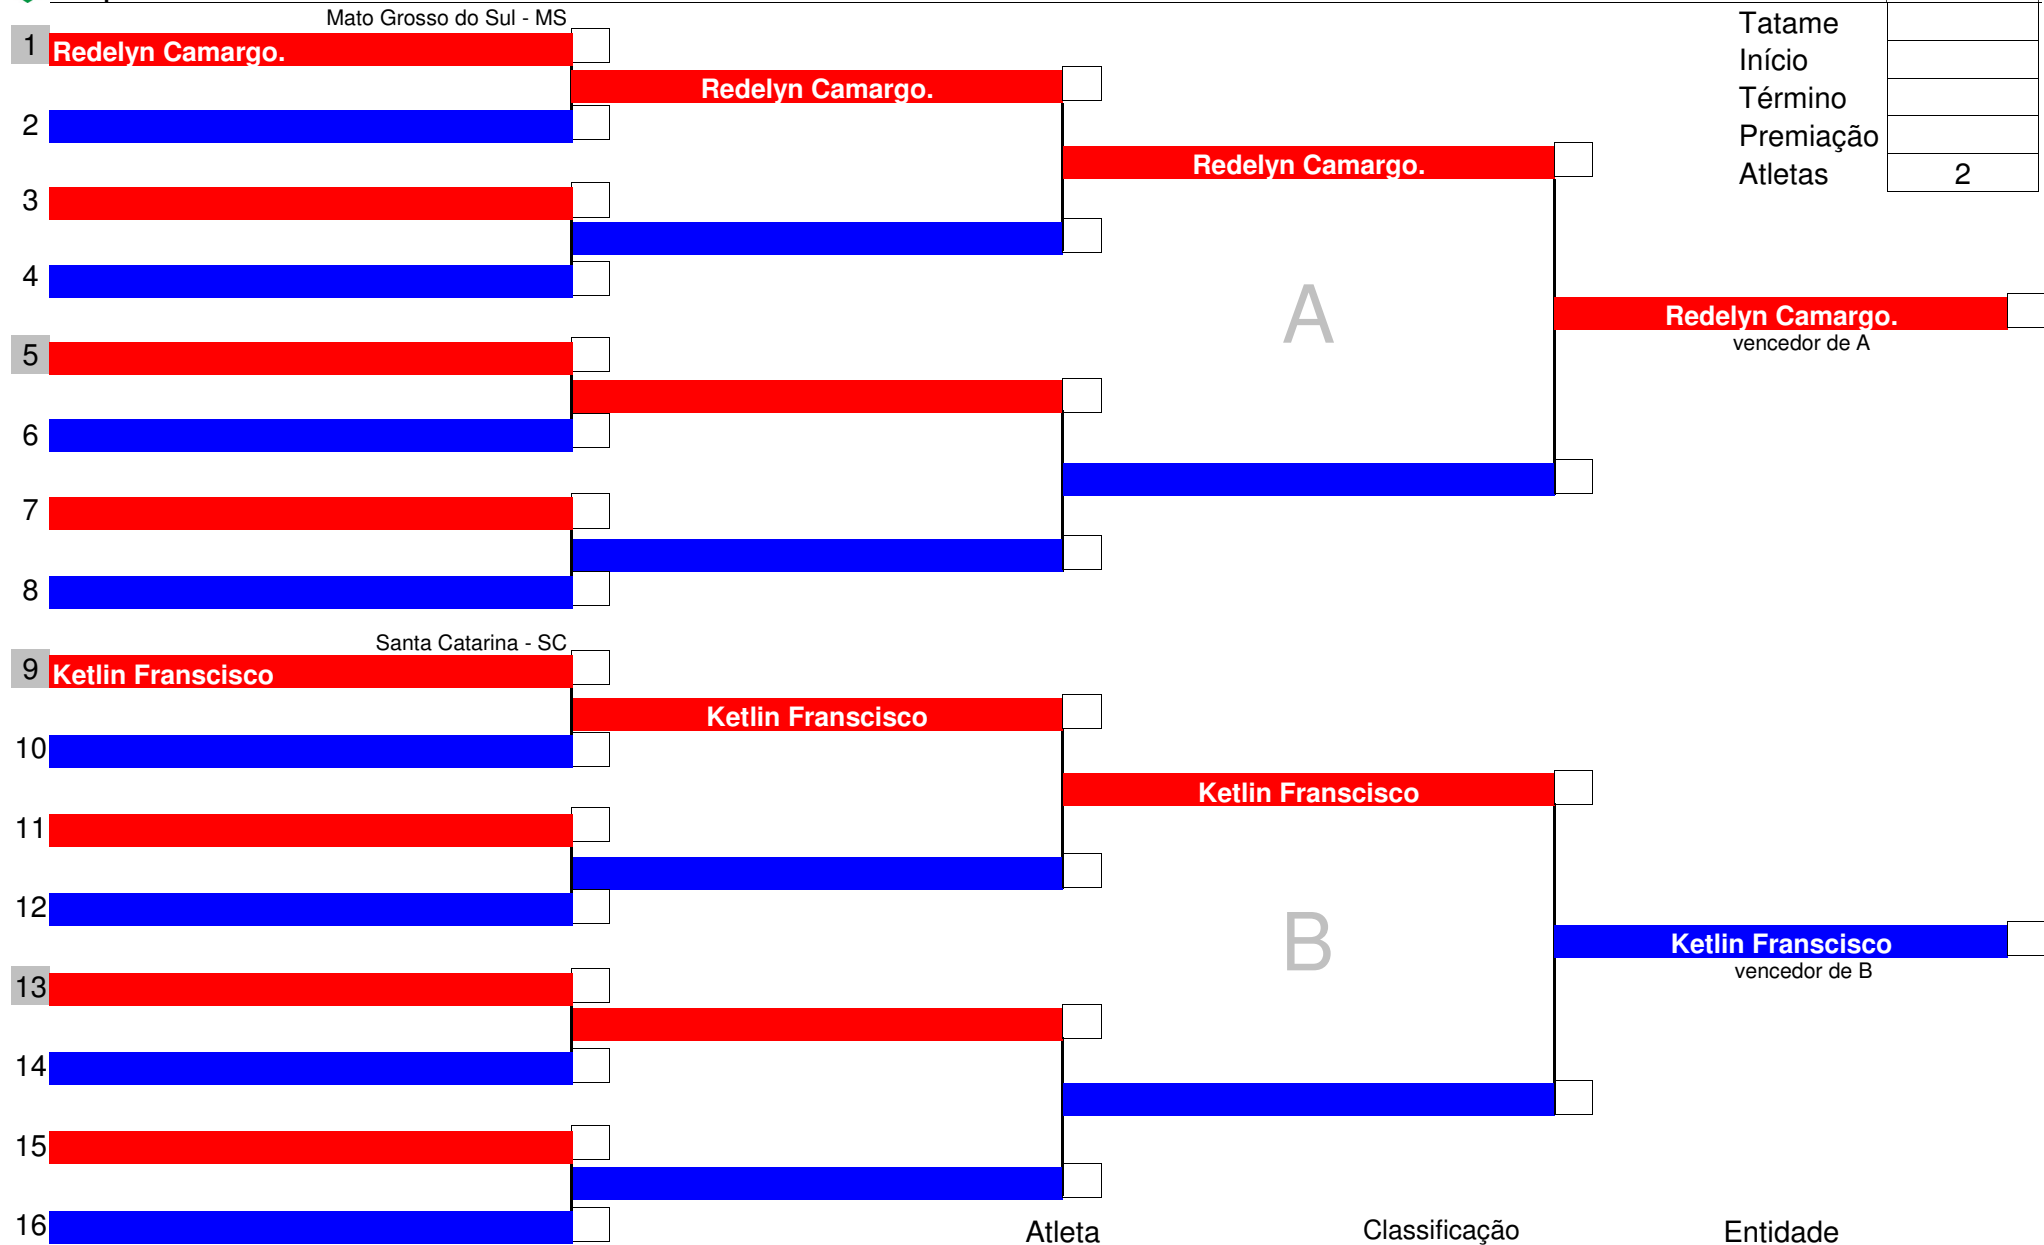 Mato Grosso do Sul - MS
1 Redelyn Camargo.
Redelyn Camargo.
2
Redelyn Camargo.
3
4
Redelyn Camargo.
vencedor de A
A
5
6
7
8
Santa Catarina - SC
9 Ketlin Franscisco
Ketlin Franscisco
10
Ketlin Franscisco
11
12
B
Ketlin Franscisco
vencedor de B
13
14
15
16
Tatame
Início
Término
Premiação
Atletas 2
Atleta Classificação Entidade